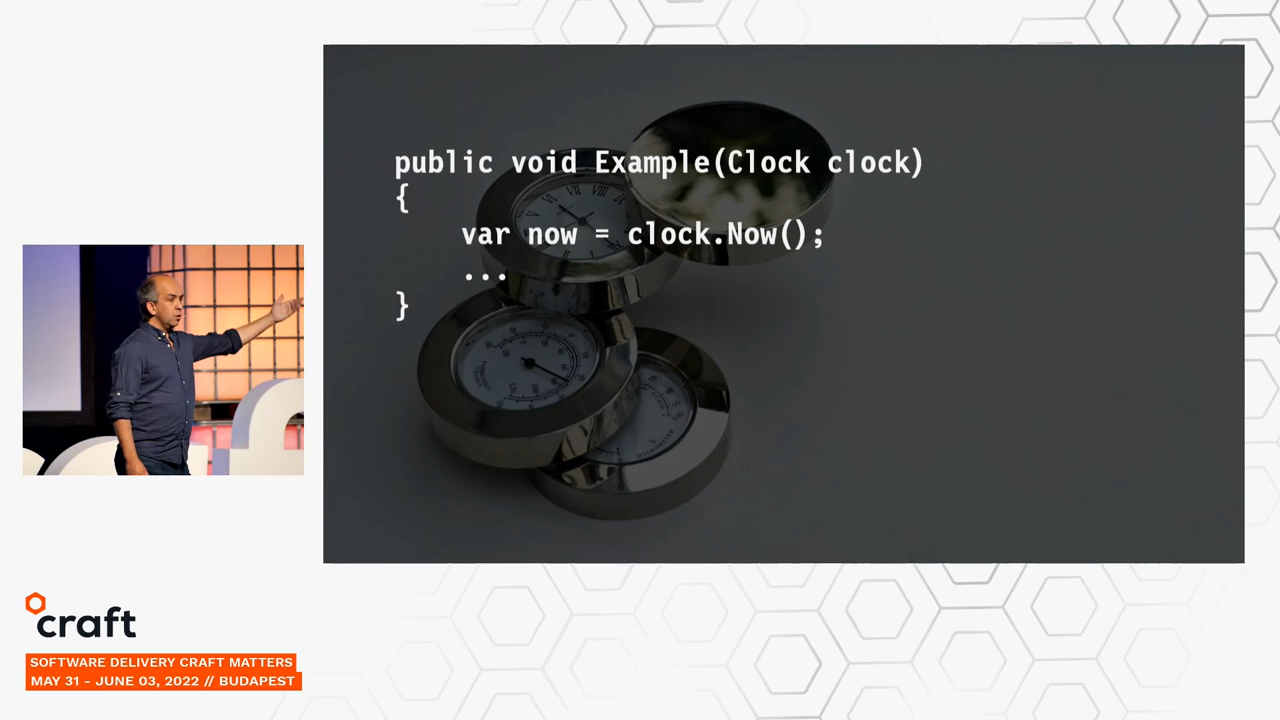 public void Example(Clock clock)
{
    var now = clock.Now();
    ...
}
craft
SOFTWARE DELIVERY CRAFT MATTERS
MAY 31 - JUNE 03, 2022 // BUDAPEST